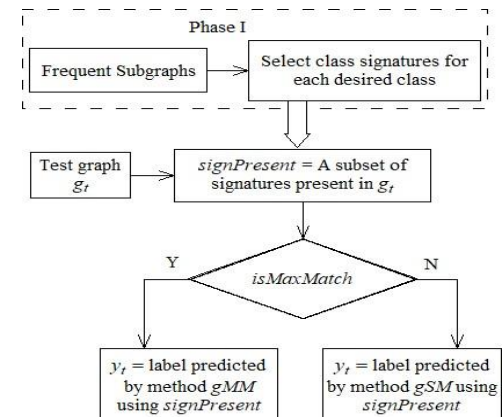 Phase I
Frequent Subgraphs
Select class signatures for
each desired class
Test graph
gt
signPresent = A subset of
signatures present in gt
Y
N
isMaxMatch
yt = label predicted
by method gMM
using signPresent
yt = label predicted
by method gSM using
signPresent